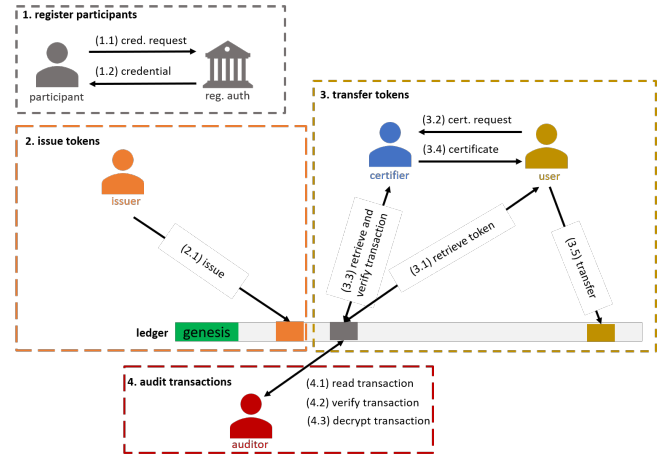 1. register participants
(1.1) cred. request
(1.2) credential
participant
reg. auth
2. issue tokens
issuer
(2.1) issue
3. transfer tokens
(3.2) cert. request
(3.4) certificate
certifier
user
(3.3) retrieve and
verify transaction
(3.1) retrieve token
(3.5) transfer
ledger
genesis
4. audit transactions
(4.1) read transaction
(4.2) verify transaction
(4.3) decrypt transaction
auditor